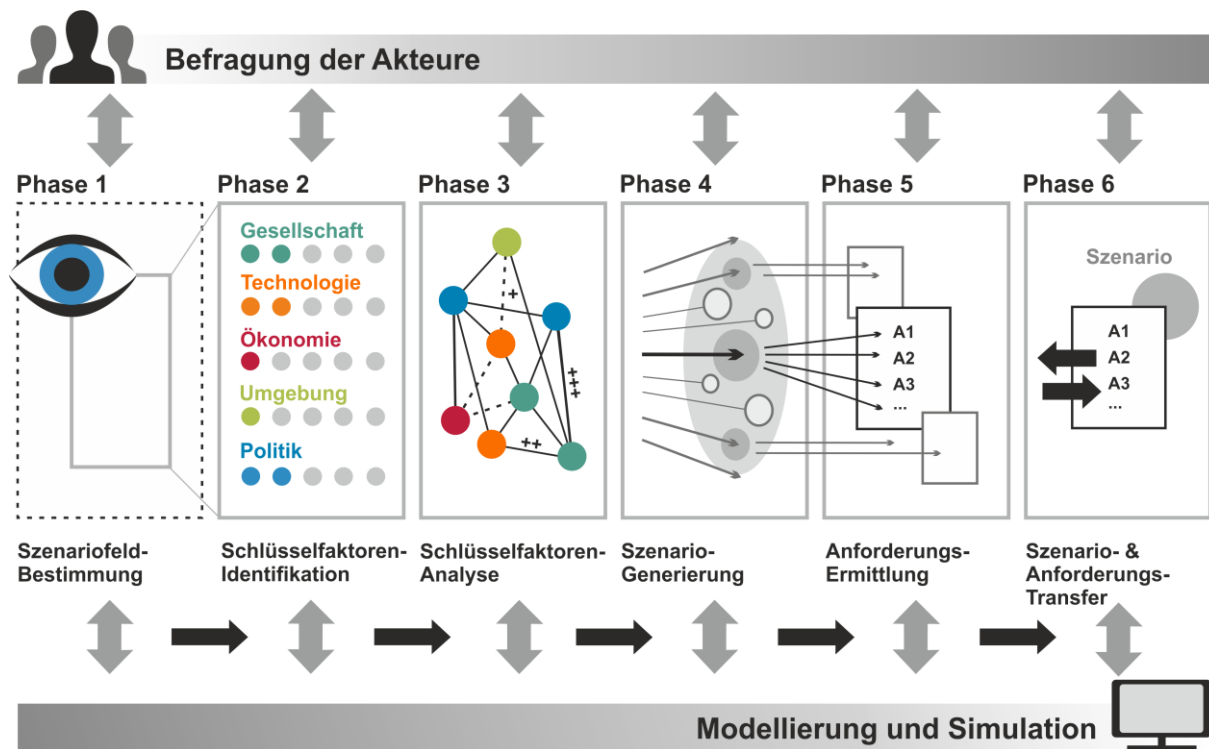 Befragung der Akteure
Phase 1
Phase 2
Phase 3
Phase 4
Phase 5
Phase 6
Gesellschaft
Technologie
Ökonomie
Umgebung
Politik
+
+++
++
A1
A2
A3
...
Szenario
A1
A2
A3
...
Szenariofeld-
Bestimmung
Schlüsselfaktoren-
Identifikation
Schlüsselfaktoren-
Analyse
Szenario-
Generierung
Anforderungs-
Ermittlung
Szenario- &
Anforderungs-
Transfer
Modellierung und Simulation